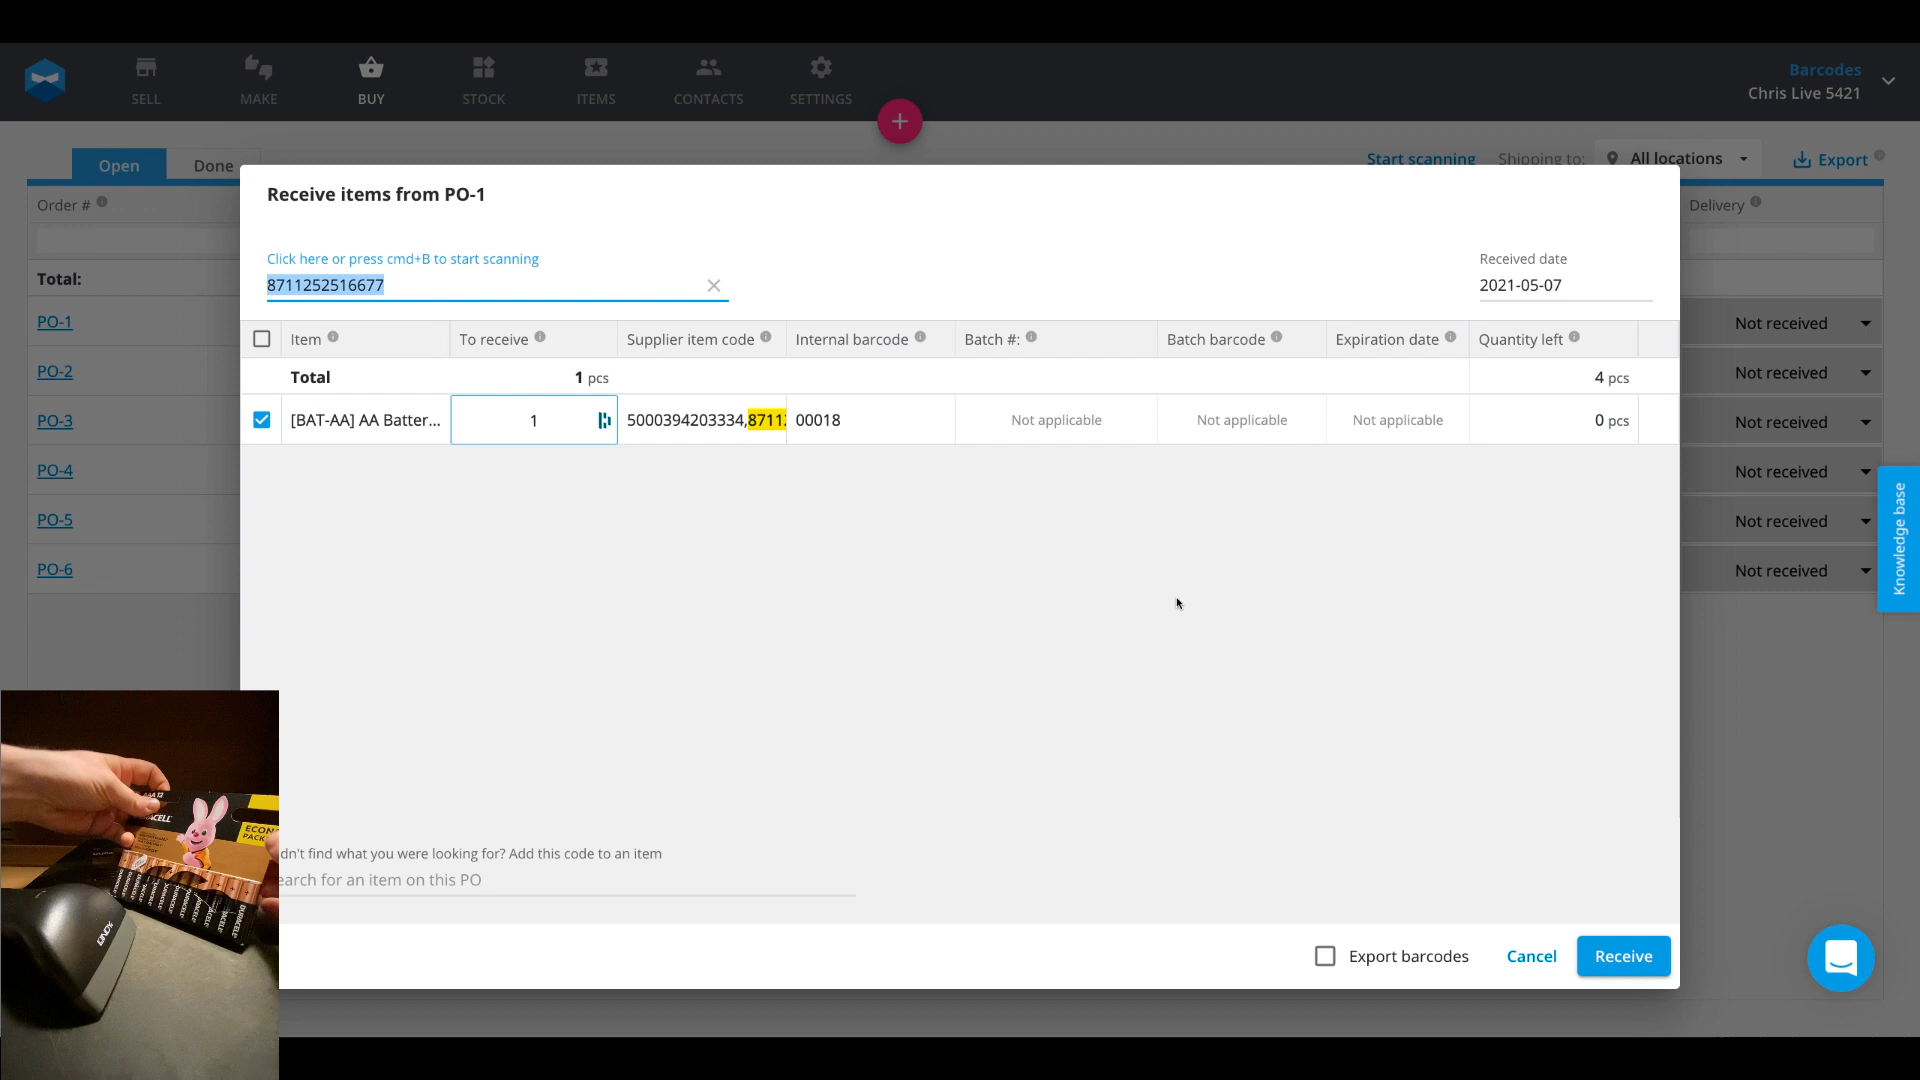 SELL
MAKE
BUY
STOCK
ITEMS
CONTACTS
SETTINGS
Barcodes
Chris Live 5421
+
Open
Done
Start scanning
Shipping to:
All locations
Export
Order #
Delivery
Total:
PO-1
Not received
PO-2
Not received
PO-3
Not received
PO-4
Not received
PO-5
Not received
PO-6
Not received
Knowledge base
Receive items from PO-1
Click here or press cmd+B to start scanning
8711252516677
Received date
2021-05-07
Item
To receive
Supplier item code
Internal barcode
Batch #:
Batch barcode
Expiration date
Quantity left
Total
1 pcs
4 pcs
[BAT-AA] AA Batter...
1
5000394203334,8711
00018
Not applicable
Not applicable
Not applicable
0 pcs
dn't find what you were looking for? Add this code to an item
earch for an item on this PO
Export barcodes
Cancel
Receive
AAA 12
ACELL
ECON
PACK
DURACELL